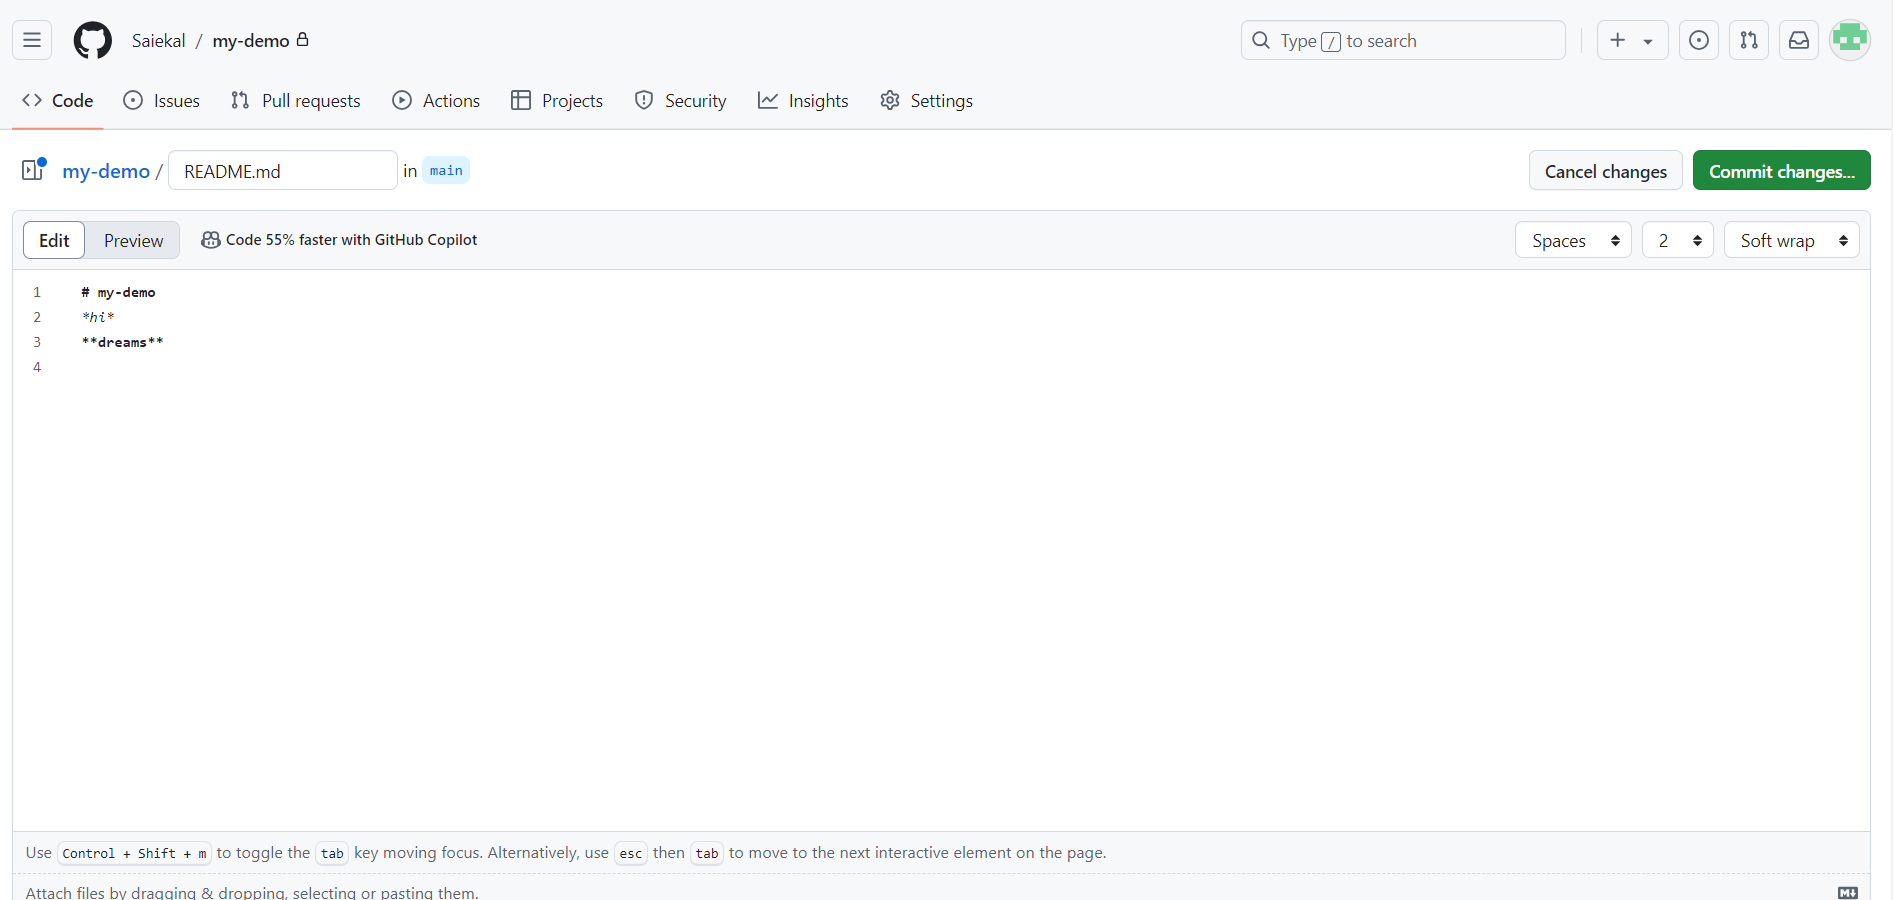 Saiekal / my-demo
Type / to search
Code
Issues
Pull requests
Actions
Projects
Security
Insights
Settings
my-demo / README.md in main
Cancel changes
Commit changes...
Edit
Preview
Code 55% faster with GitHub Copilot
Spaces
2
Soft wrap
1 # my-demo
2 *hi*
3 **dreams**
4
Use Control + Shift + m to toggle the tab key moving focus. Alternatively, use esc then tab to move to the next interactive element on the page.
Attach files by dragging & dropping, selecting or pasting them.